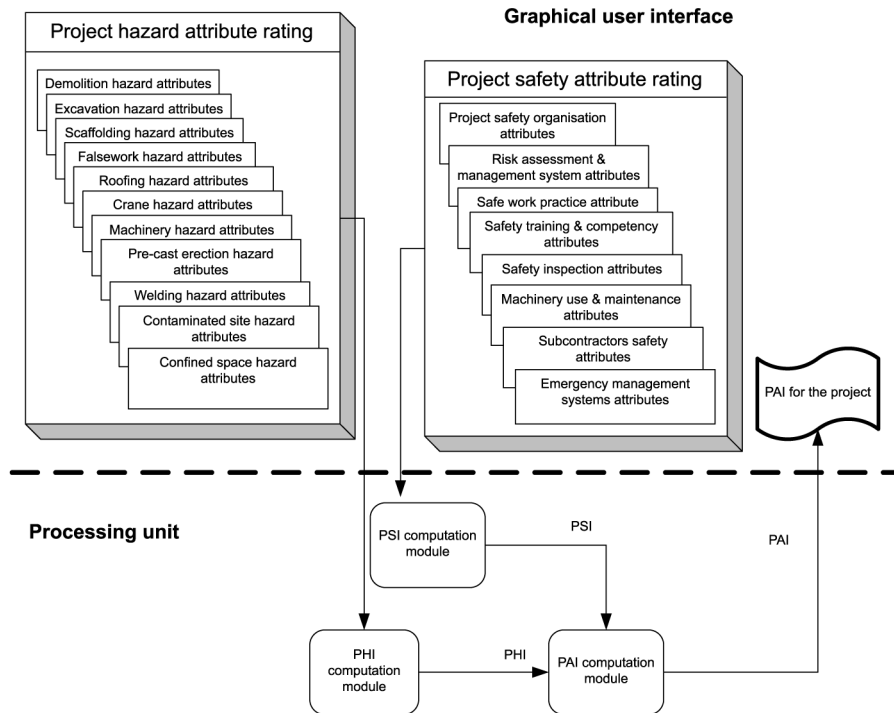 Graphical user interface
Project hazard attribute rating
Demolition hazard attributes
Excavation hazard attributes
Scaffolding hazard attributes
Falsework hazard attributes
Roofing hazard attributes
Crane hazard attributes
Machinery hazard attributes
Pre-cast erection hazard
attributes
Welding hazard attributes
Contaminated site hazard
attributes
Confined space hazard
attributes
Project safety attribute rating
Project safety organisation
attributes
Risk assessment &
management system attributes
Safe work practice attribute
Safety training & competency
attributes
Safety inspection attributes
Machinery use & maintenance
attributes
Subcontractors safety
attributes
Emergency management
systems attributes
PAI for the project
Processing unit
PSI computation
module
PSI
PAI
PHI
computation
module
PHI
PAI computation
module